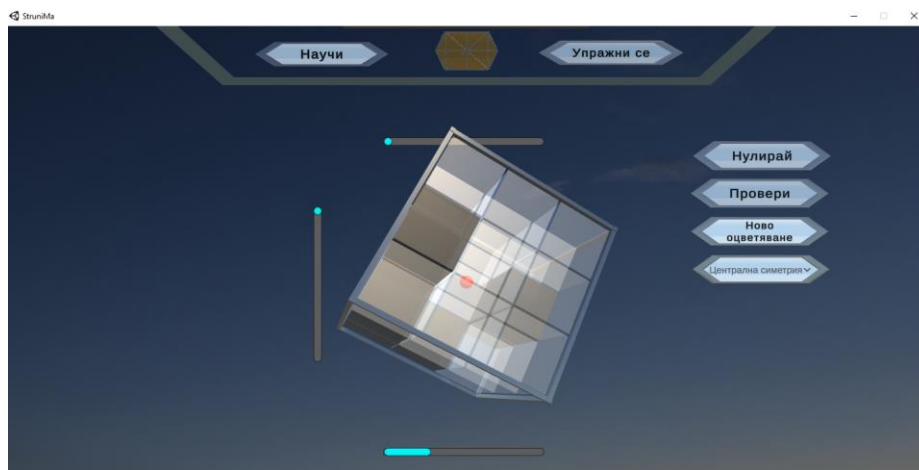 StruniMa
Научи
Упражни се
Нулирай
Провери
Ново
оцветяване
Централна симетрия